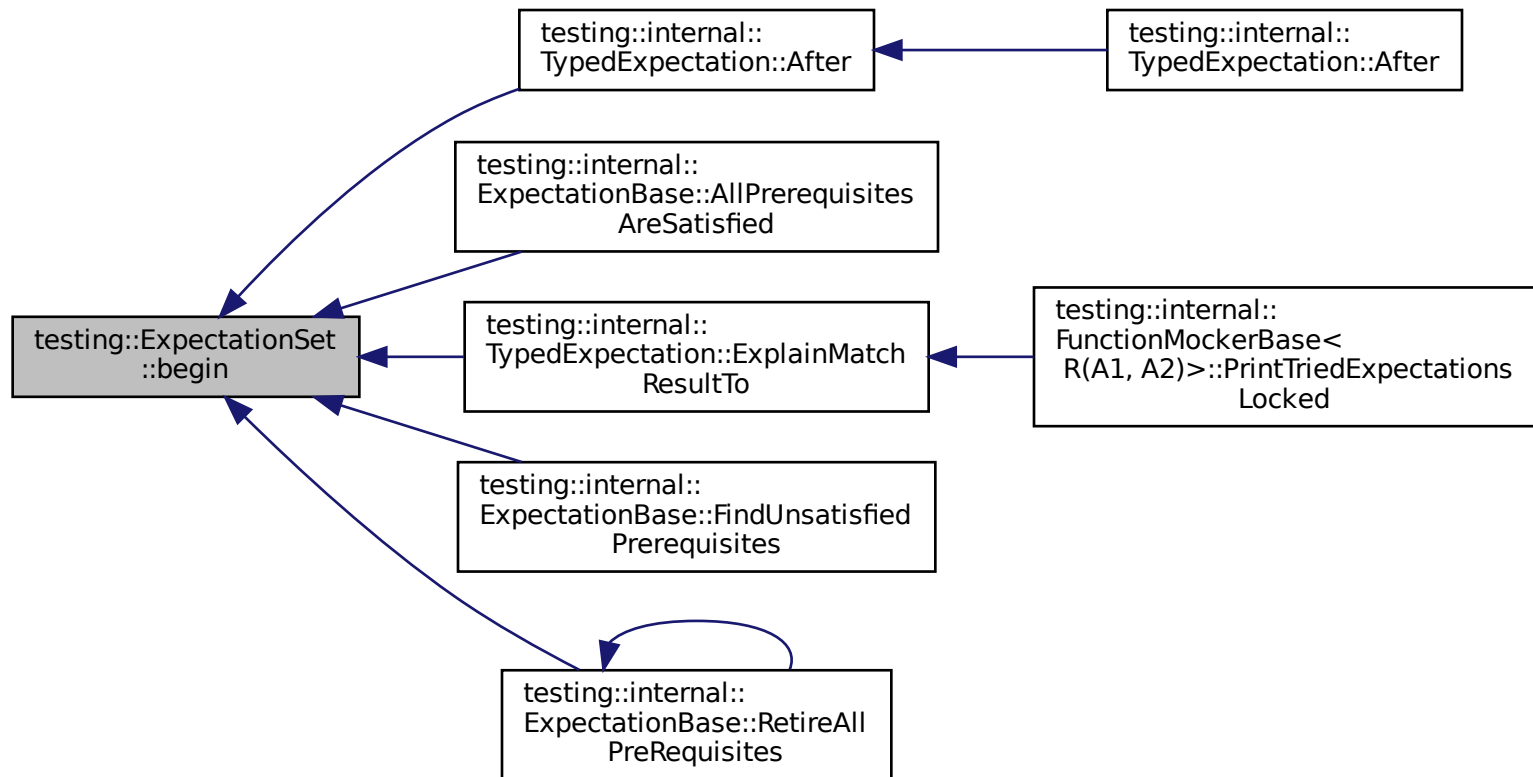 testing::internal::
TypedExpectation::After
testing::internal::
TypedExpectation::After
testing::internal::
ExpectationBase::AllPrerequisites
AreSatisfied
testing::ExpectationSet
::begin
testing::internal::
TypedExpectation::ExplainMatch
ResultTo
testing::internal::
FunctionMockerBase<
R(A1, A2)>::PrintTriedExpectations
Locked
testing::internal::
ExpectationBase::FindUnsatisfied
Prerequisites
testing::internal::
ExpectationBase::RetireAll
PreRequisites